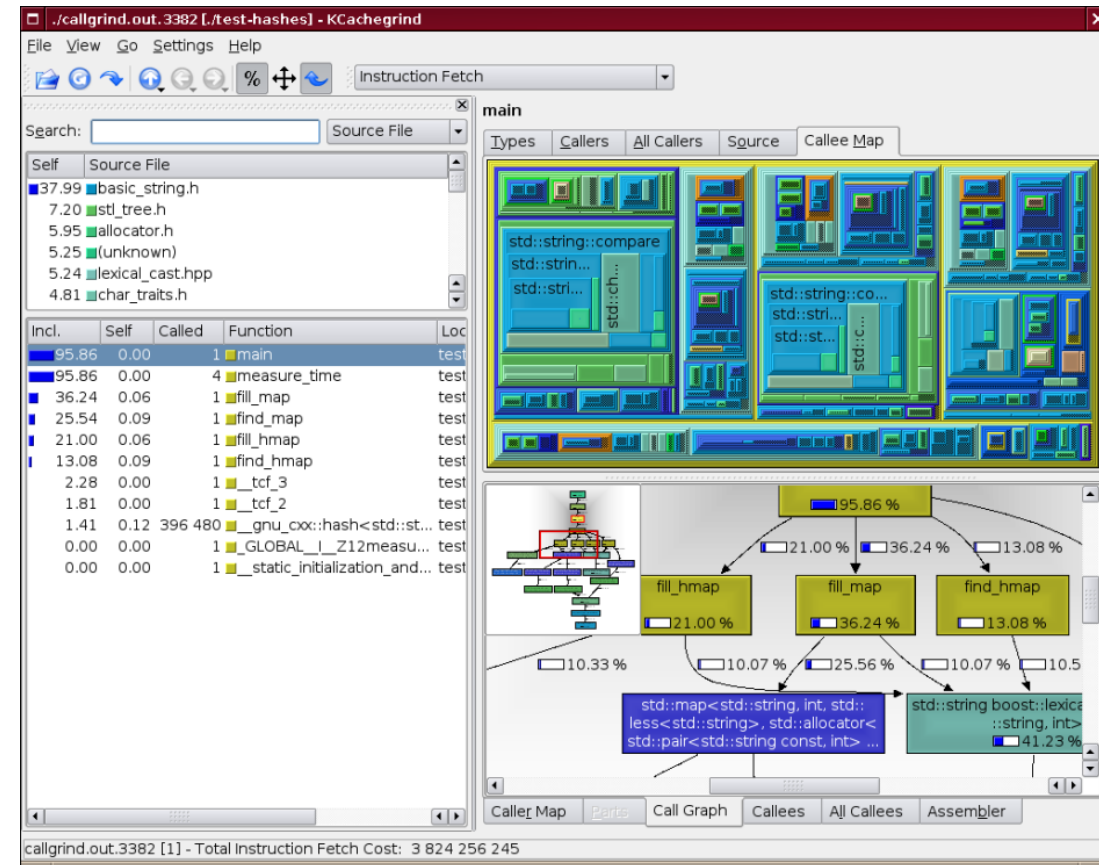 ./callgrind.out.3382 [./test-hashes] - KCachegrind
File View Go Settings Help
% Instruction Fetch
Search: Source File
Self Source File
37.99 basic_string.h
7.20 stl_tree.h
5.95 allocator.h
5.25 (unknown)
5.24 lexical_cast.hpp
4.81 char_traits.h
Incl. Self Called Function Loc
95.86 0.00 1 main test
95.86 0.00 4 measure_time test
36.24 0.06 1 fill_map test
25.54 0.09 1 find_map test
21.00 0.06 1 fill_hmap test
13.08 0.09 1 find_hmap test
2.28 0.00 1 __tcf_3 test
1.81 0.00 1 __tcf_2 test
1.41 0.12 396 480 __gnu_cxx::hash<std::st... test
0.00 0.00 1 _GLOBAL__I__Z12measu... test
0.00 0.00 1 __static_initialization_and... test
main
Types Callers All Callers Source Callee Map
std::string::compare
std::strin...
std::stri...
std::ch...
std::string::co...
std::stri...
std::st...
std::c...
95.86 %
21.00 % 36.24 % 13.08 %
fill_hmap fill_map find_hmap
21.00 % 36.24 % 13.08 %
10.33 % 10.07 % 25.56 % 10.07 % 10.5
std::map<std::string, int, std::
less<std::string>, std::allocator<
std::pair<std::string const, int> ...
std::string boost::lexica
::string, int>
41.23 %
Caller Map Parts Call Graph Callees All Callees Assembler
callgrind.out.3382 [1] - Total Instruction Fetch Cost: 3 824 256 245